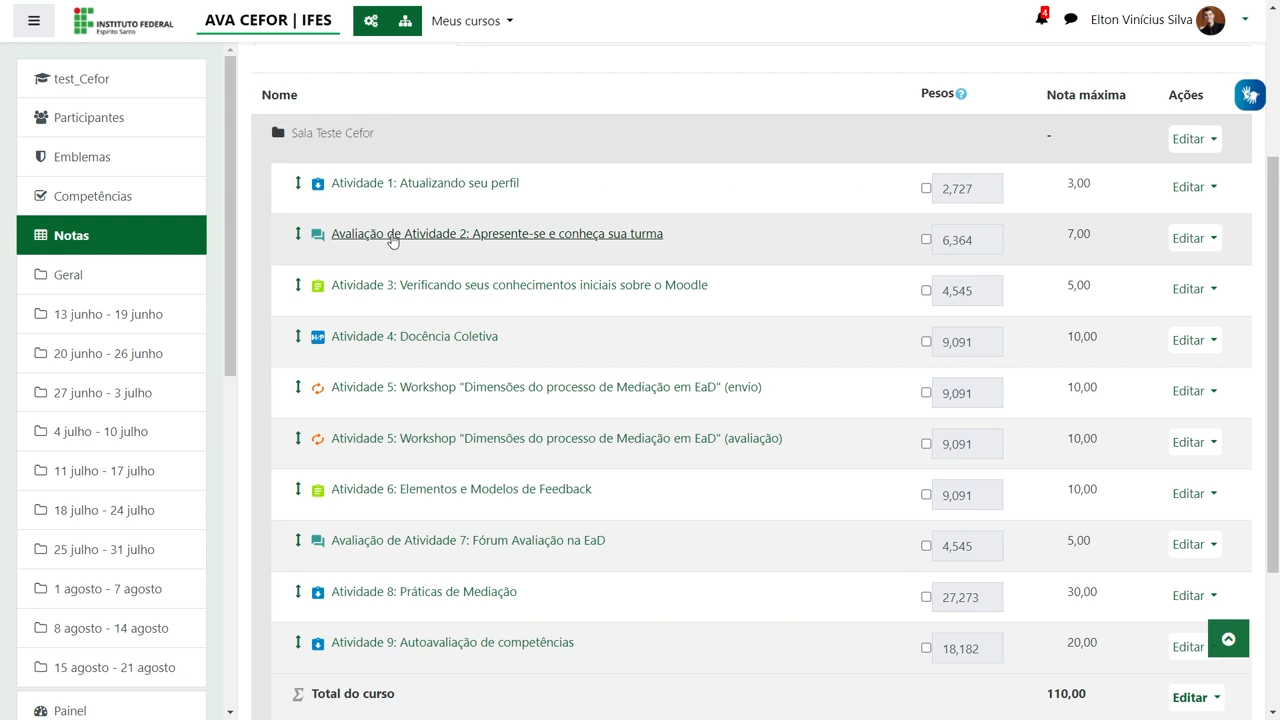 INSTITUTO FEDERAL
Espírito Santo
AVA CEFOR | IFES
Meus cursos
4
Eiton Vinícius Silva
test_Cefor
Participantes
Emblemas
Competências
Notas
Geral
13 junho - 19 junho
20 junho - 26 junho
27 junho - 3 julho
4 julho - 10 julho
11 julho - 17 julho
18 julho - 24 julho
25 julho - 31 julho
1 agosto - 7 agosto
8 agosto - 14 agosto
15 agosto - 21 agosto
Painel
Nome Pesos ? Nota máxima Ações
Sala Teste Cefor - Editar
Atividade 1: Atualizando seu perfil 2,727 3,00 Editar
Avaliação de Atividade 2: Apresente-se e conheça sua turma 6,364 7,00 Editar
Atividade 3: Verificando seus conhecimentos iniciais sobre o Moodle 4,545 5,00 Editar
H-P Atividade 4: Docência Coletiva 9,091 10,00 Editar
Atividade 5: Workshop "Dimensões do processo de Mediação em EaD" (envio) 9,091 10,00 Editar
Atividade 5: Workshop "Dimensões do processo de Mediação em EaD" (avaliação) 9,091 10,00 Editar
Atividade 6: Elementos e Modelos de Feedback 9,091 10,00 Editar
Avaliação de Atividade 7: Fórum Avaliação na EaD 4,545 5,00 Editar
Atividade 8: Práticas de Mediação 27,273 30,00 Editar
Atividade 9: Autoavaliação de competências 18,182 20,00 Editar
Σ Total do curso 110,00 Editar